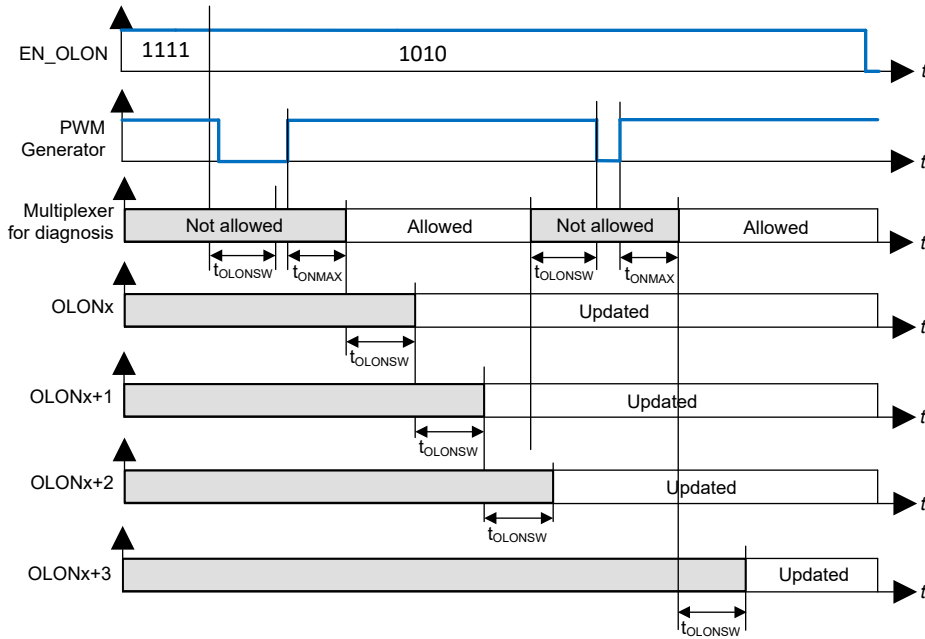 EN_OLON
1111
1010
t
PWM
Generator
t
Multiplexer
for diagnosis
Not allowed
Allowed
Not allowed
Allowed
t
tOLONSW
tONMAX
tOLONSW
tONMAX
OLONx
Updated
t
tOLONSW
OLONx+1
Updated
t
tOLONSW
OLONx+2
Updated
t
tOLONSW
OLONx+3
Updated
t
tOLONSW